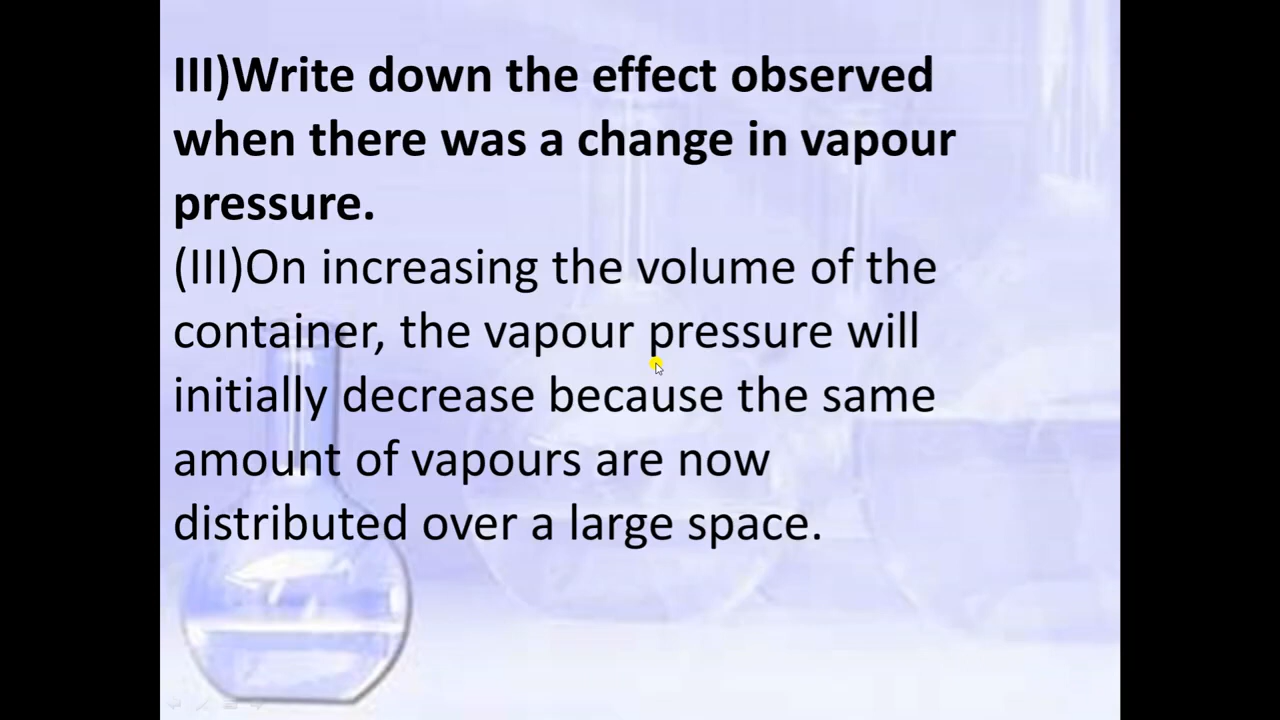 III)Write down the effect observed
when there was a change in vapour
pressure.
(III)On increasing the volume of the
container, the vapour pressure will
initially decrease because the same
amount of vapours are now
distributed over a large space.